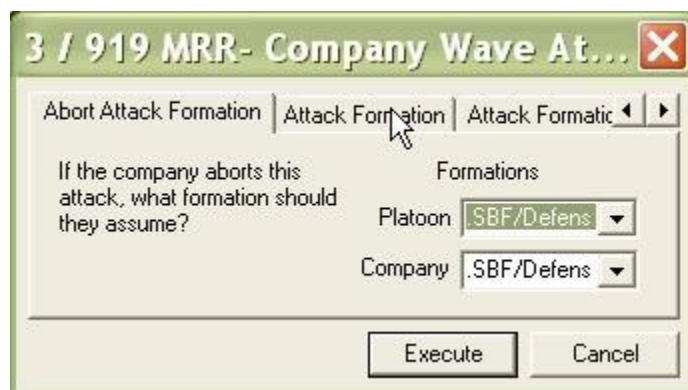 3 / 919 MRR- Company Wave At...
Abort Attack Formation
Attack Formation
Attack Formatic
If the company aborts this
attack, what formation should
they assume?
Formations
Platoon .SBF/Defens
Company .SBF/Defens
Execute
Cancel